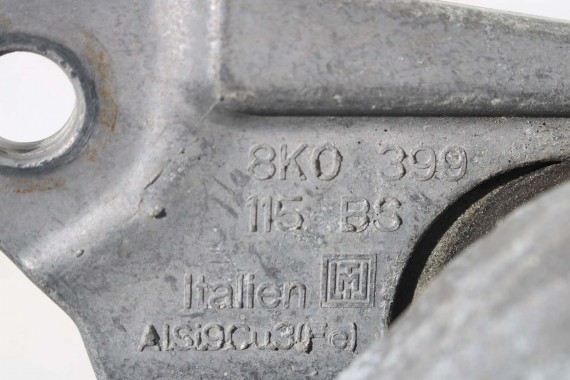 8K0 399
115 BS
Italien
AlSi9Cu3(Fe)